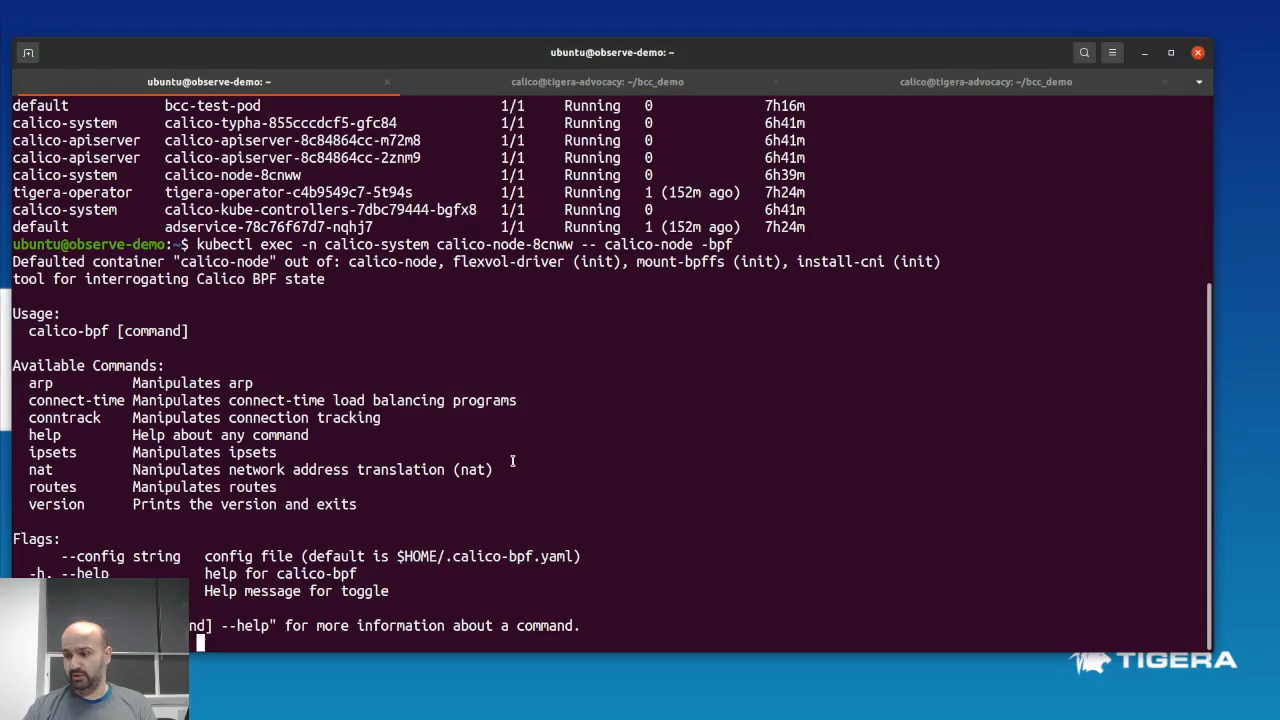 ubuntu@observe-demo: ~
ubuntu@observe-demo: ~
calico@tigera-advocacy: ~/bcc_demo
calico@tigera-advocacy: ~/bcc_demo
default bcc-test-pod 1/1 Running 0 7h16m
calico-system calico-typha-855cccdcf5-gfc84 1/1 Running 0 6h41m
calico-apiserver calico-apiserver-8c84864cc-m72m8 1/1 Running 0 6h41m
calico-apiserver calico-apiserver-8c84864cc-2znm9 1/1 Running 0 6h41m
calico-system calico-node-8cnww 1/1 Running 0 6h39m
tigera-operator tigera-operator-c4b9549c7-5t94s 1/1 Running 1 (152m ago) 7h24m
calico-system calico-kube-controllers-7dbc79444-bgfx8 1/1 Running 0 6h41m
default adservice-78c76f67d7-nqhj7 1/1 Running 1 (152m ago) 7h24m
ubuntu@observe-demo:~$ kubectl exec -n calico-system calico-node-8cnww -- calico-node -bpf
Defaulted container "calico-node" out of: calico-node, flexvol-driver (init), mount-bpffs (init), install-cni (init)
tool for interrogating Calico BPF state
Usage:
calico-bpf [command]
Available Commands:
arp Manipulates arp
connect-time Manipulates connect-time load balancing programs
conntrack Manipulates connection tracking
help Help about any command
ipsets Manipulates ipsets
nat Nanipulates network address translation (nat)
routes Manipulates routes
version Prints the version and exits
Flags:
--config string config file (default is $HOME/.calico-bpf.yaml)
-h, --help help for calico-bpf
Help message for toggle
nd] --help" for more information about a command.
TIGERA